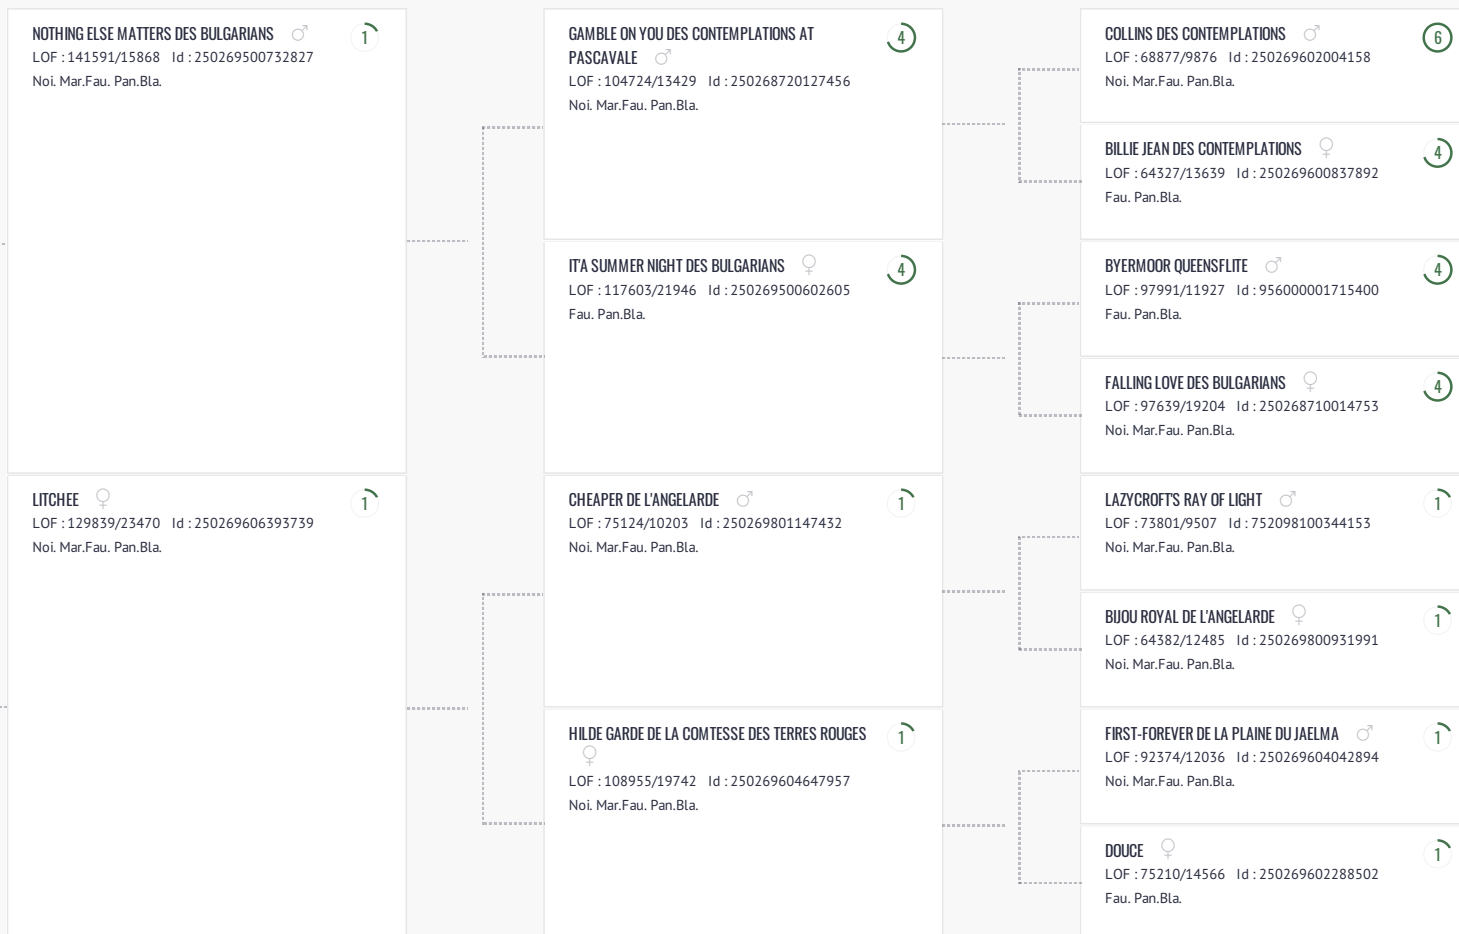 NOTHING ELSE MATTERS DES BULGARIANS ♂ 1
LOF : 141591/15868 Id : 250269500732827
Noi. Mar.Fau. Pan.Bla.
LITCHEE ♀ 1
LOF : 129839/23470 Id : 250269606393739
Noi. Mar.Fau. Pan.Bla.
GAMBLE ON YOU DES CONTEMPLATIONS AT
PASCAVALE ♂ 4
LOF : 104724/13429 Id : 250268720127456
Noi. Mar.Fau. Pan.Bla.
IT'A SUMMER NIGHT DES BULGARIANS ♀ 4
LOF : 117603/21946 Id : 250269500602605
Fau. Pan.Bla.
CHEAPER DE L'ANGELARDE ♂ 1
LOF : 75124/10203 Id : 250269801147432
Noi. Mar.Fau. Pan.Bla.
HILDE GARDE DE LA COMTESSE DES TERRES ROUGES 1
♀
LOF : 108955/19742 Id : 250269604647957
Noi. Mar.Fau. Pan.Bla.
COLLINS DES CONTEMPLATIONS ♂ 6
LOF : 68877/9876 Id : 250269602004158
Noi. Mar.Fau. Pan.Bla.
BILLIE JEAN DES CONTEMPLATIONS ♀ 4
LOF : 64327/13639 Id : 250269600837892
Fau. Pan.Bla.
BYERMOOR QUEENSFLITE ♂ 4
LOF : 97991/11927 Id : 956000001715400
Fau. Pan.Bla.
FALLING LOVE DES BULGARIANS ♀ 4
LOF : 97639/19204 Id : 250268710014753
Noi. Mar.Fau. Pan.Bla.
LAZYCROFT'S RAY OF LIGHT ♂ 1
LOF : 73801/9507 Id : 752098100344153
Noi. Mar.Fau. Pan.Bla.
BIJOU ROYAL DE L'ANGELARDE ♀ 1
LOF : 64382/12485 Id : 250269800931991
Noi. Mar.Fau. Pan.Bla.
FIRST-FOREVER DE LA PLAINE DU JAELMA ♂ 1
LOF : 92374/12036 Id : 250269604042894
Noi. Mar.Fau. Pan.Bla.
DOUCE ♀ 1
LOF : 75210/14566 Id : 250269602288502
Fau. Pan.Bla.